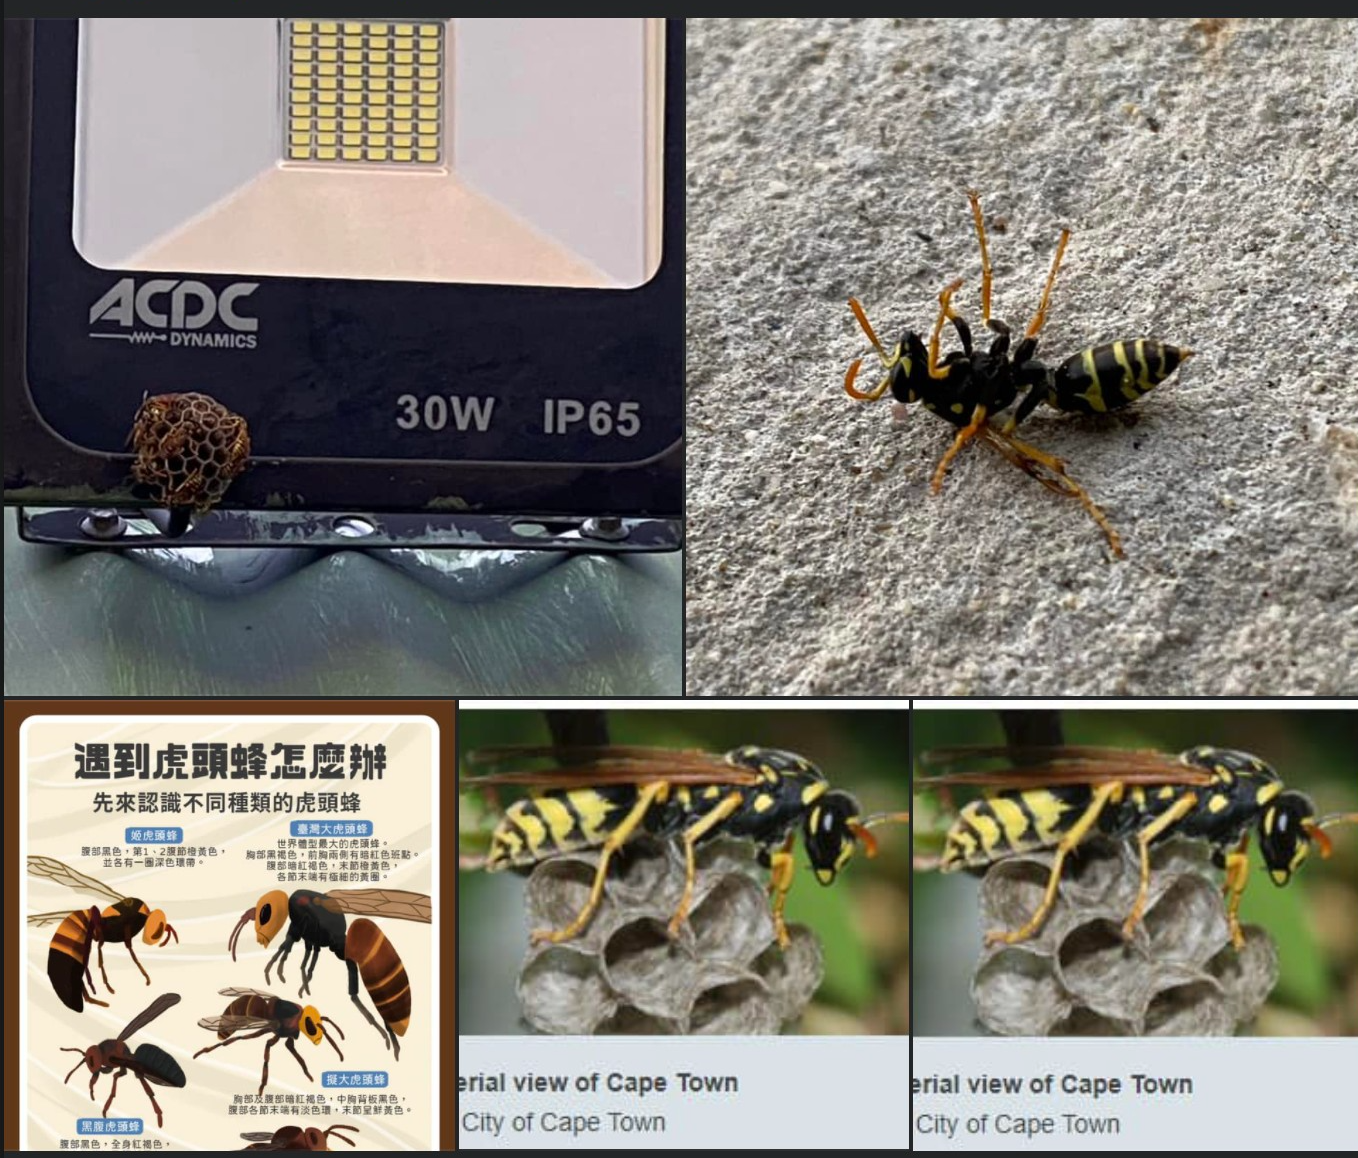 ACDC
DYNAMICS
30W IP65
遇到虎頭蜂怎麼辦
先來認識不同種類的虎頭蜂
姬虎頭蜂
腹部黑色，第1、2腹節橙黃色，
並各有一圈深色環帶。
臺灣大虎頭蜂
世界體型最大的虎頭蜂。
胸部黑褐色，前胸兩側有暗紅色斑點。
腹部暗紅褐色，末節橙黃色，
各節末端有極細的黃圈。
擬大虎頭蜂
胸部及腹部暗紅褐色，中胸背板黑色，
腹部各節末端有淡色環，末節呈鮮黃色。
黑腹虎頭蜂
腹部黑色，全身紅褐色，
erial view of Cape Town
City of Cape Town
erial view of Cape Town
City of Cape Town